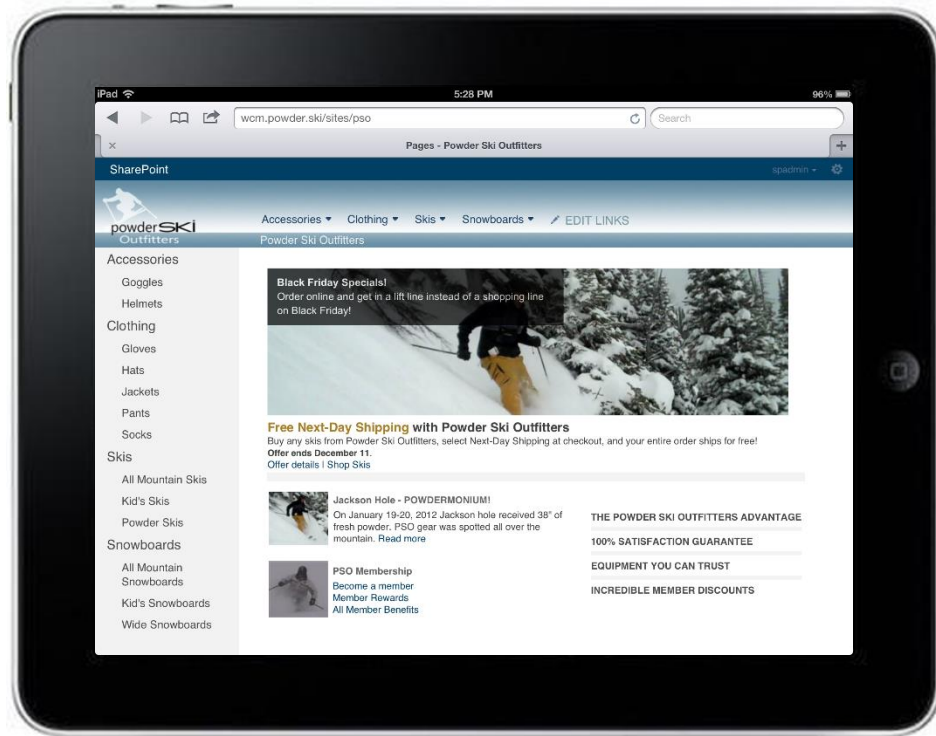 iPad
5:28 PM
96%
wcm.powder.ski/sites/pso
Search
Pages - Powder Ski Outfitters
SharePoint
spadmin
powderSKi
Outfitters
Accessories
Clothing
Skis
Snowboards
EDIT LINKS
Powder Ski Outfitters
Accessories
Goggles
Helmets
Clothing
Gloves
Hats
Jackets
Pants
Socks
Skis
All Mountain Skis
Kid's Skis
Powder Skis
Snowboards
All Mountain
Snowboards
Kid's Snowboards
Wide Snowboards
Black Friday Specials!
Order online and get in a lift line instead of a shopping line
on Black Friday!
Free Next-Day Shipping with Powder Ski Outfitters
Buy any skis from Powder Ski Outfitters, select Next-Day Shipping at checkout, and your entire order ships for free!
Offer ends December 11.
Offer details | Shop Skis
Jackson Hole - POWDERMONIUM!
On January 19-20, 2012 Jackson hole received 38" of
fresh powder. PSO gear was spotted all over the
mountain. Read more
PSO Membership
Become a member
Member Rewards
All Member Benefits
THE POWDER SKI OUTFITTERS ADVANTAGE
100% SATISFACTION GUARANTEE
EQUIPMENT YOU CAN TRUST
INCREDIBLE MEMBER DISCOUNTS